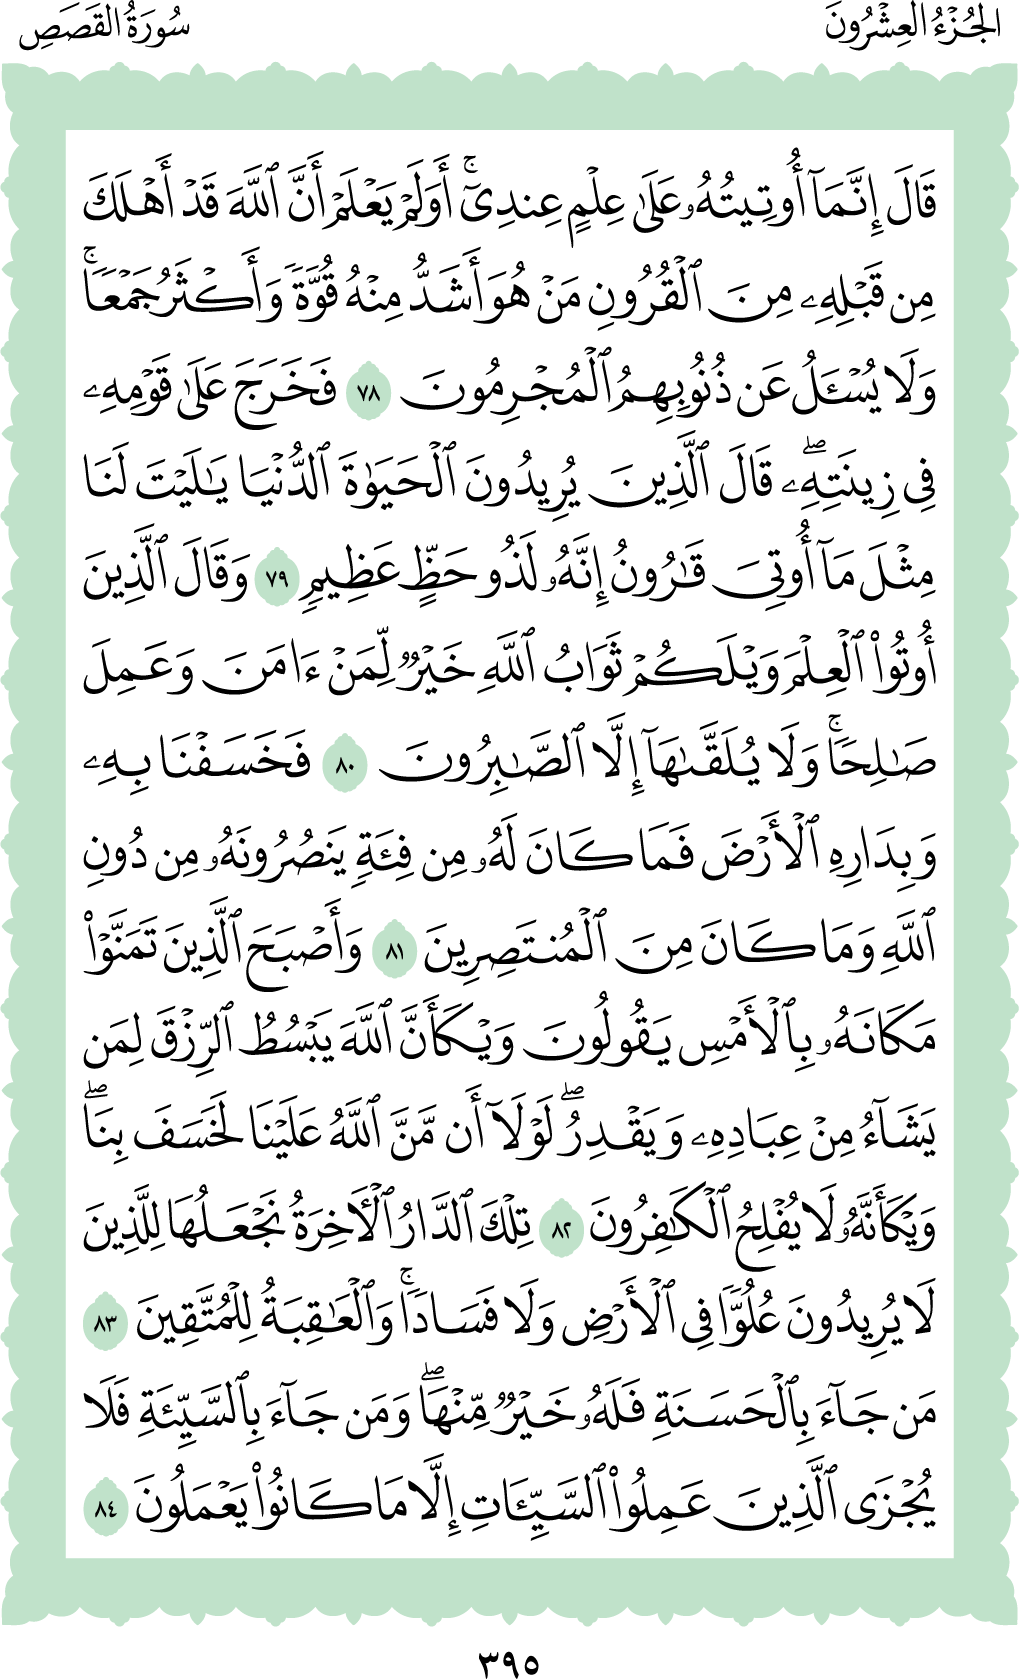 الجُزْءُ العِشْرُونَ
سُورَةُ القَصَصِ
قَالَ إِنَّمَآ أُوتِيتُهُۥ عَلَىٰ عِلْمٍ عِندِىٓۚ أَوَلَمْ يَعْلَمْ أَنَّ ٱللَّهَ قَدْ أَهْلَكَ
مِن قَبْلِهِۦ مِنَ ٱلْقُرُونِ مَنْ هُوَ أَشَدُّ مِنْهُ قُوَّةً وَأَكْثَرُ جَمْعًاۚ
وَلَا يُسْـَٔلُ عَن ذُنُوبِهِمُ ٱلْمُجْرِمُونَ ٧٨ فَخَرَجَ عَلَىٰ قَوْمِهِۦ
فِى زِينَتِهِۦۖ قَالَ ٱلَّذِينَ يُرِيدُونَ ٱلْحَيَوٰةَ ٱلدُّنْيَا يَـٰلَيْتَ لَنَا
مِثْلَ مَآ أُوتِىَ قَـٰرُونُ إِنَّهُۥ لَذُو حَظٍّ عَظِيمٍ ٧٩ وَقَالَ ٱلَّذِينَ
أُوتُوا۟ ٱلْعِلْمَ وَيْلَكُمْ ثَوَابُ ٱللَّهِ خَيْرٌ لِّمَنْ ءَامَنَ وَعَمِلَ
صَـٰلِحًاۚ وَلَا يُلَقَّىٰهَآ إِلَّا ٱلصَّـٰبِرُونَ ٨٠ فَخَسَفْنَا بِهِۦ
وَبِدَارِهِ ٱلْأَرْضَ فَمَا كَانَ لَهُۥ مِن فِئَةٍ يَنصُرُونَهُۥ مِن دُونِ
ٱللَّهِ وَمَا كَانَ مِنَ ٱلْمُنتَصِرِينَ ٨١ وَأَصْبَحَ ٱلَّذِينَ تَمَنَّوْا۟
مَكَانَهُۥ بِٱلْأَمْسِ يَقُولُونَ وَيْكَأَنَّ ٱللَّهَ يَبْسُطُ ٱلرِّزْقَ لِمَن
يَشَآءُ مِنْ عِبَادِهِۦ وَيَقْدِرُۖ لَوْلَآ أَن مَّنَّ ٱللَّهُ عَلَيْنَا لَخَسَفَ بِنَاۖ
وَيْكَأَنَّهُۥ لَا يُفْلِحُ ٱلْكَـٰفِرُونَ ٨٢ تِلْكَ ٱلدَّارُ ٱلْـَٔاخِرَةُ نَجْعَلُهَا لِلَّذِينَ
لَا يُرِيدُونَ عُلُوًّا فِى ٱلْأَرْضِ وَلَا فَسَادًاۚ وَٱلْعَـٰقِبَةُ لِلْمُتَّقِينَ ٨٣
مَن جَآءَ بِٱلْحَسَنَةِ فَلَهُۥ خَيْرٌ مِّنْهَاۖ وَمَن جَآءَ بِٱلسَّيِّئَةِ فَلَا
يُجْزَى ٱلَّذِينَ عَمِلُوا۟ ٱلسَّيِّـَٔاتِ إِلَّا مَا كَانُوا۟ يَعْمَلُونَ ٨٤
٣٩٥